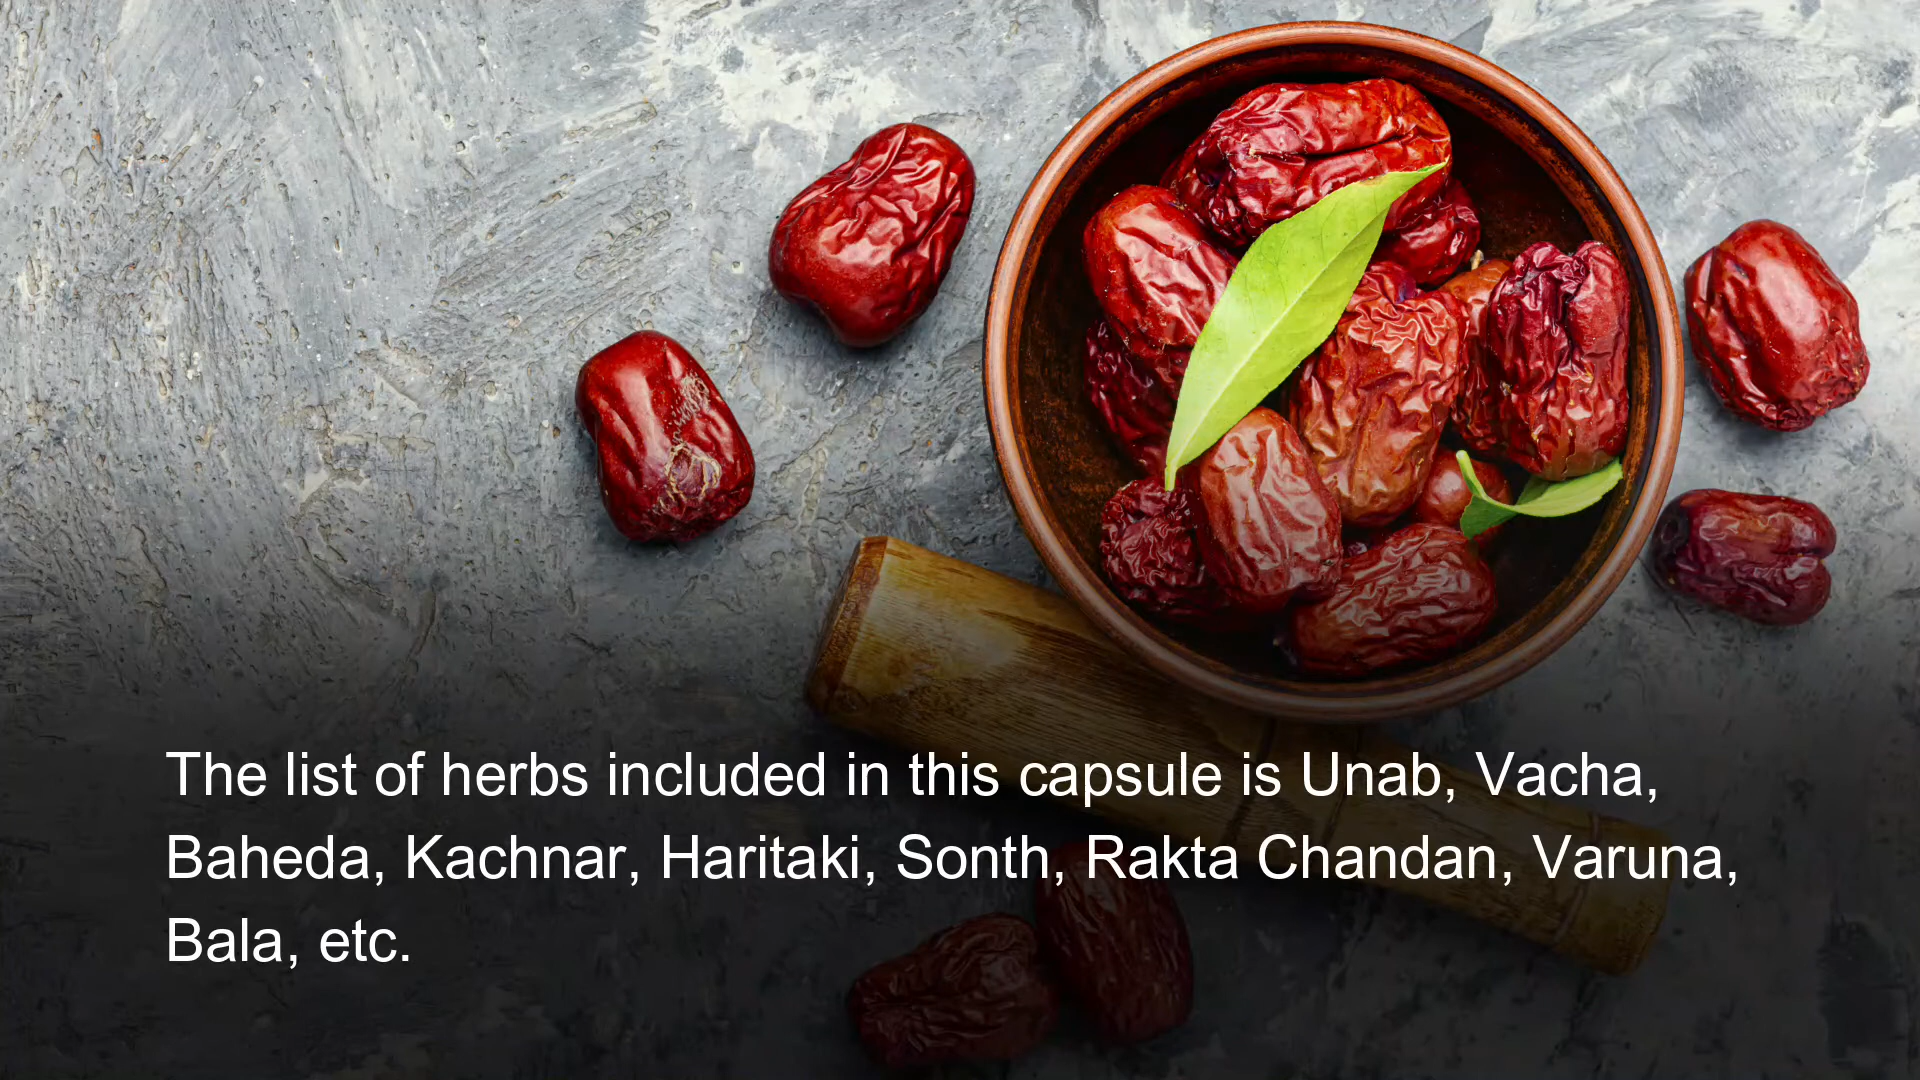 The list of herbs included in this capsule is Unab, Vacha,
Baheda, Kachnar, Haritaki, Sonth, Rakta Chandan, Varuna,
Bala, etc.